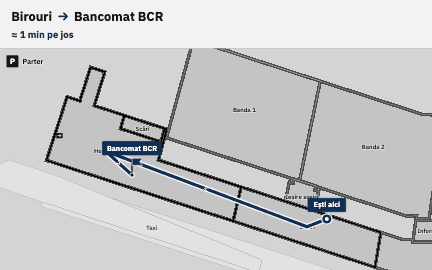 Birouri → Bancomat BCR
≈ 1 min pe jos
P Parter
Banda 1
Scări
Banda 2
Bancomat BCR
Ești aici
Taxi